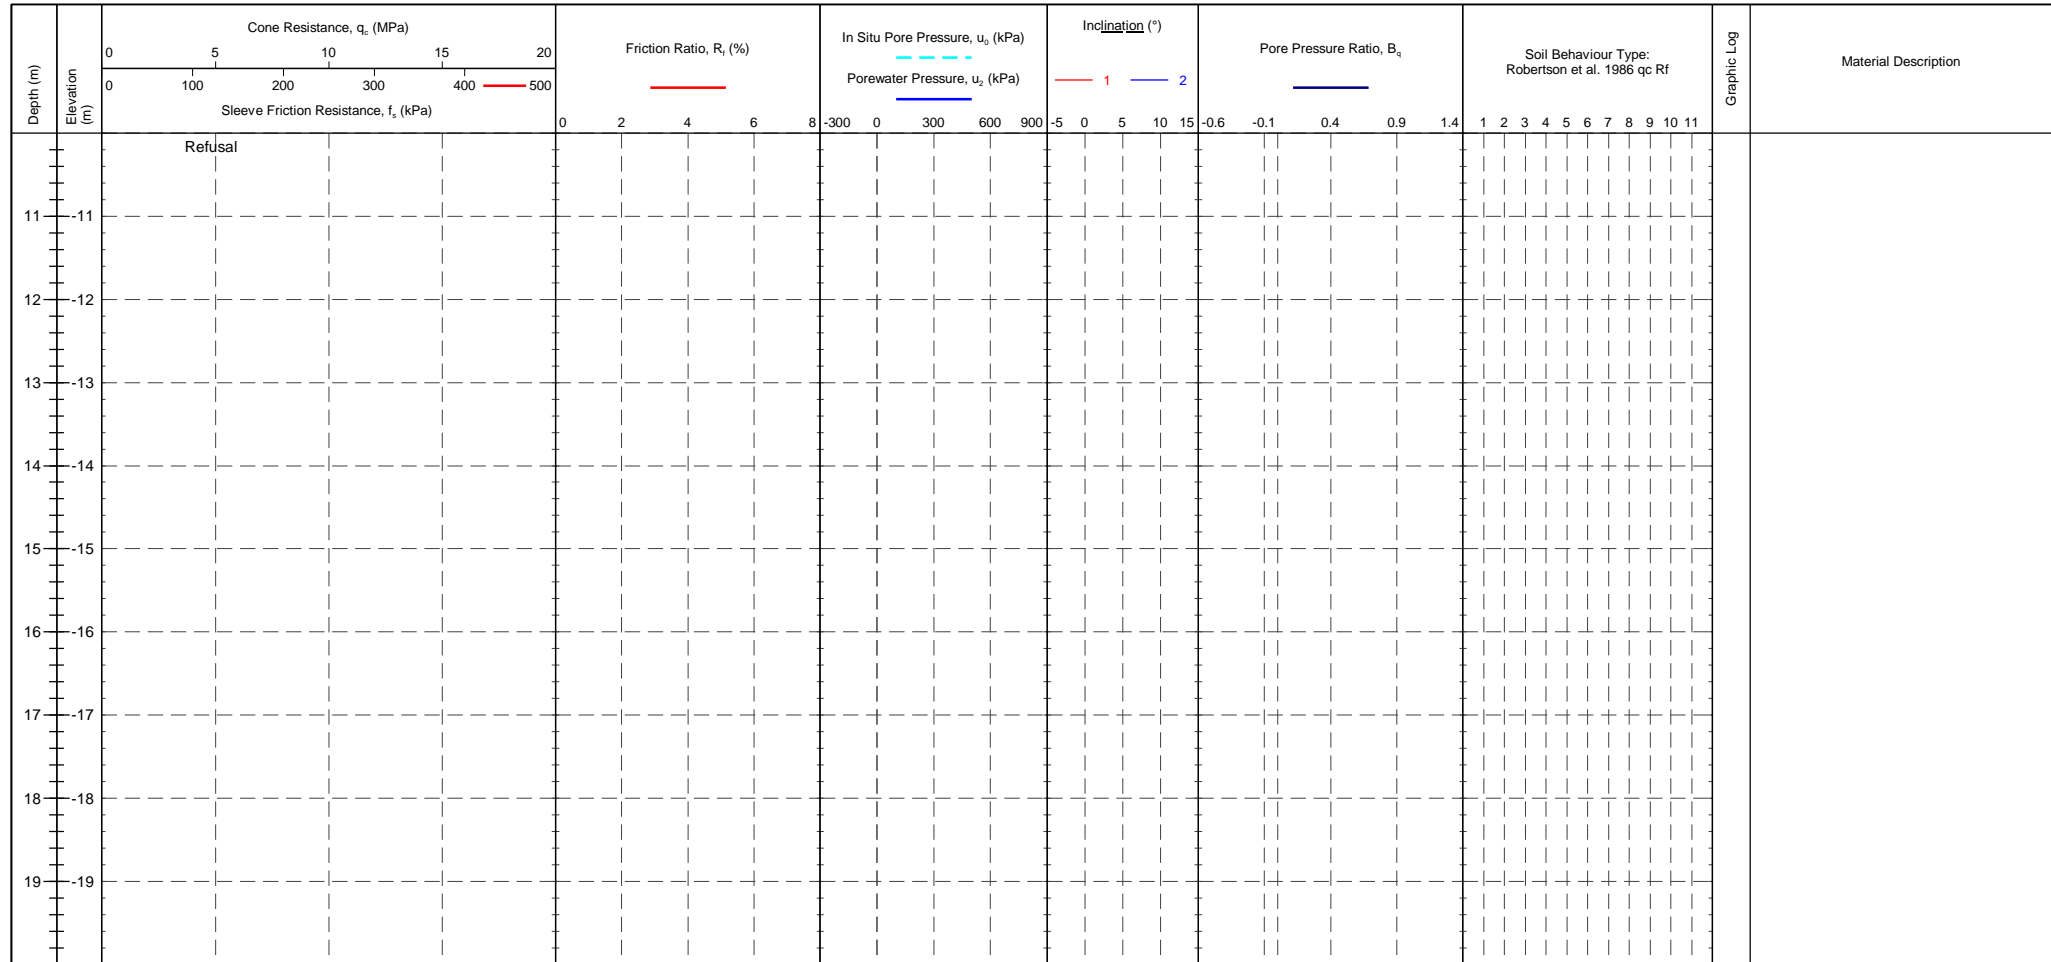 Depth (m)
Elevation
(m)
Cone Resistance, qc (MPa)
0 5 10 15 20
100 200 300 400 500
Sleeve Friction Resistance, fs (kPa)
Friction Ratio, Rf (%)
0 2 4 6 8
In Situ Pore Pressure, u0 (kPa)
Porewater Pressure, u2 (kPa)
-300 0 300 600 900
Inclination (°)
1 2
-5 0 5 10 15
Pore Pressure Ratio, Bq
-0.6 -0.1 0.4 0.9 1.4
Soil Behaviour Type:
Robertson et al. 1986 qc Rf
1 2 3 4 5 6 7 8 9 10 11
Graphic Log
Material Description
Refusal
11 -11
12 -12
13 -13
14 -14
15 -15
16 -16
17 -17
18 -18
19 -19